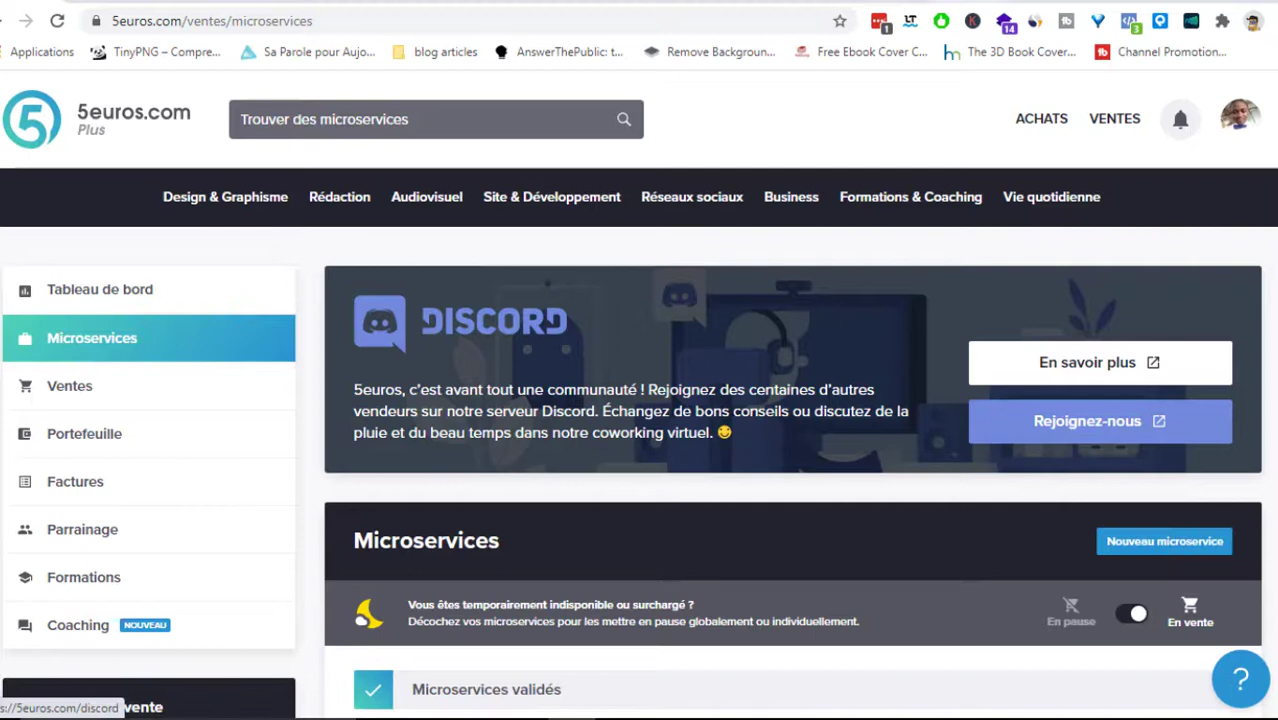 5euros.com/ventes/microservices
1
14
3
Applications
TinyPNG – Compre...
Sa Parole pour Aujo...
blog articles
AnswerThePublic: t...
Remove Backgroun...
Free Ebook Cover C...
The 3D Book Cover...
Channel Promotion...
5 5euros.com
Plus
Trouver des microservices
ACHATS VENTES
Design & Graphisme Rédaction Audiovisuel Site & Développement Réseaux sociaux Business Formations & Coaching Vie quotidienne
Tableau de bord
Microservices
Ventes
Portefeuille
Factures
Parrainage
Formations
Coaching NOUVEAU
vente
s://5euros.com/discord
DISCORD
5euros, c'est avant tout une communauté ! Rejoignez des centaines d'autres
vendeurs sur notre serveur Discord. Échangez de bons conseils ou discutez de la
pluie et du beau temps dans notre coworking virtuel.
En savoir plus
Rejoignez-nous
Microservices
Nouveau microservice
Vous êtes temporairement indisponible ou surchargé ?
Décochez vos microservices pour les mettre en pause globalement ou individuellement.
En pause
En vente
Microservices validés
?